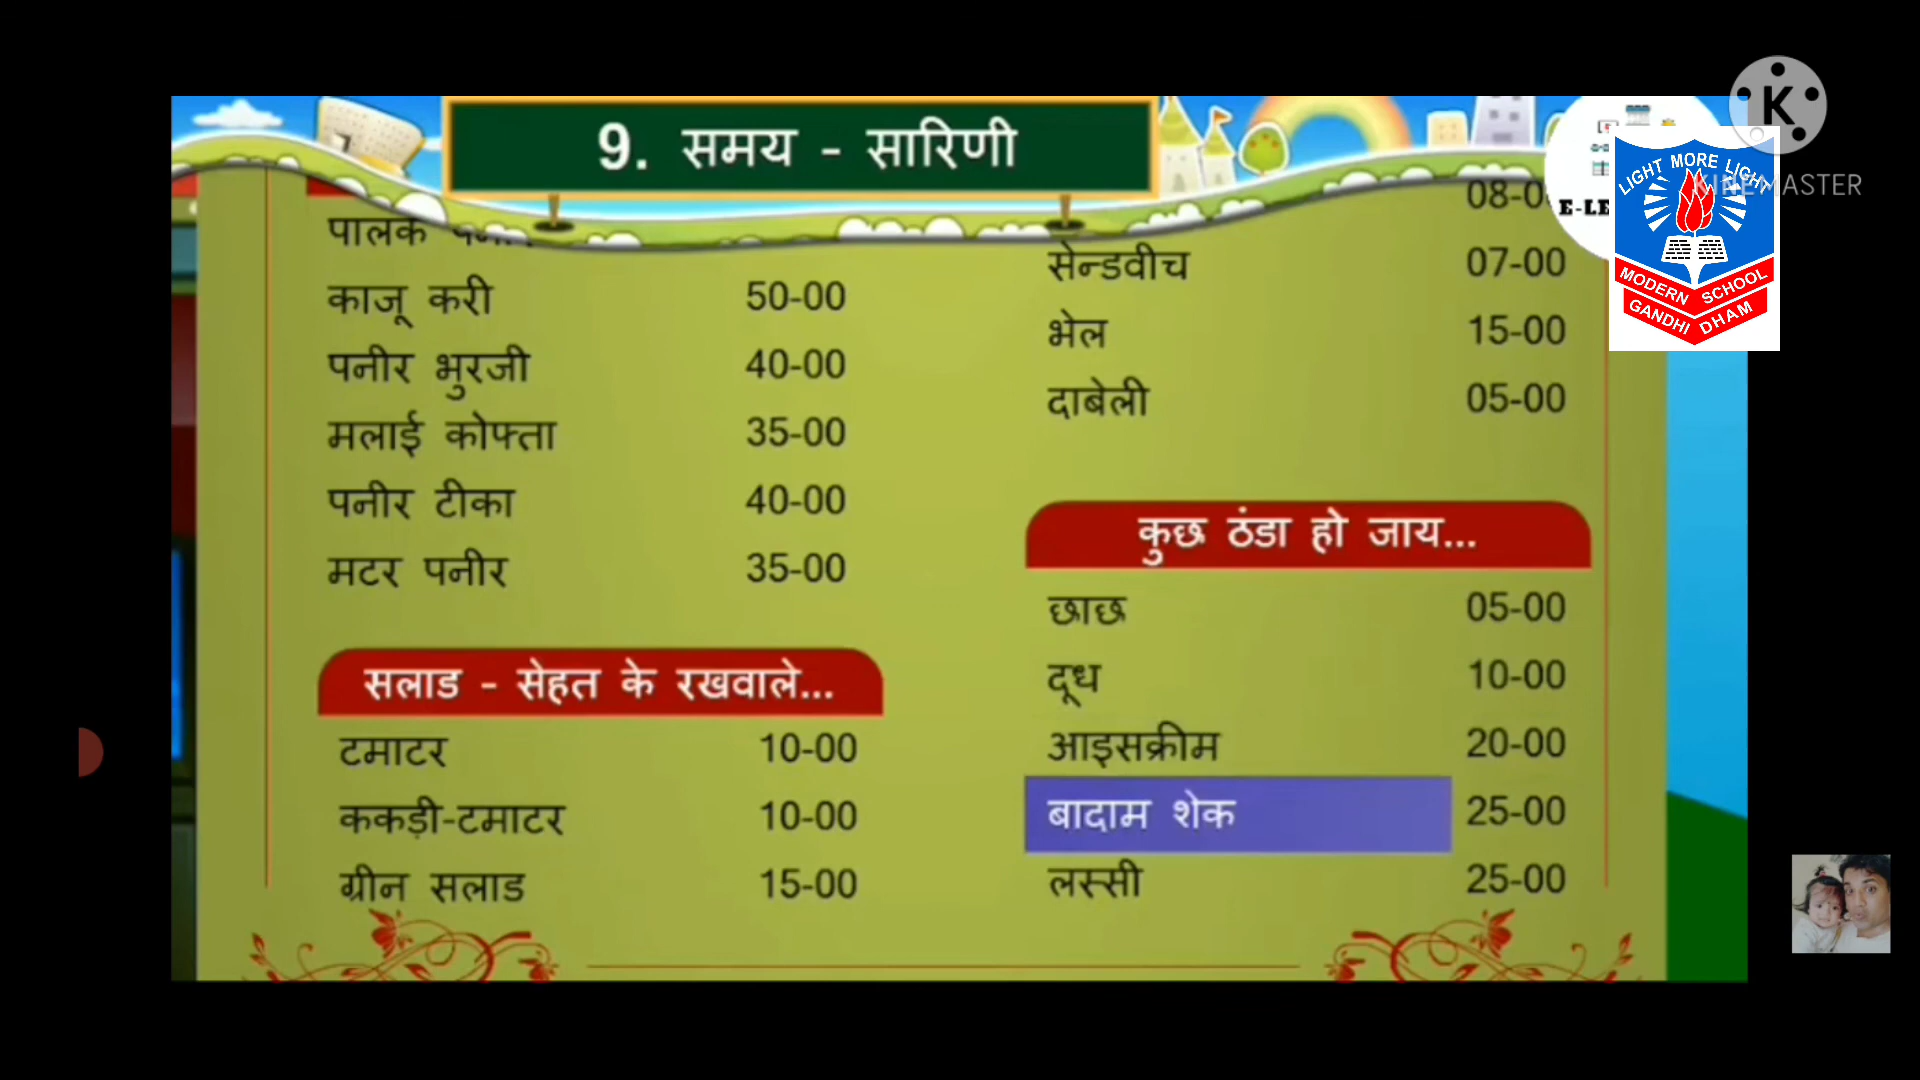 9. समय - सारिणी
पालक
काजू करी 50-00
पनीर भुरजी 40-00
मलाई कोफ्ता 35-00
पनीर टीका 40-00
मटर पनीर 35-00
सलाड - सेहत के रखवाले...
टमाटर 10-00
ककड़ी-टमाटर 10-00
ग्रीन सलाड 15-00
सेन्डवीच 07-00
भेल 15-00
दाबेली 05-00
कुछ ठंडा हो जाय...
छाछ 05-00
दूध 10-00
आइसक्रीम 20-00
बादाम शेक 25-00
लस्सी 25-00
K
KINEMASTER
E-LE
LIGHT MORE LIGHT
MODERN SCHOOL
GANDHI DHAM